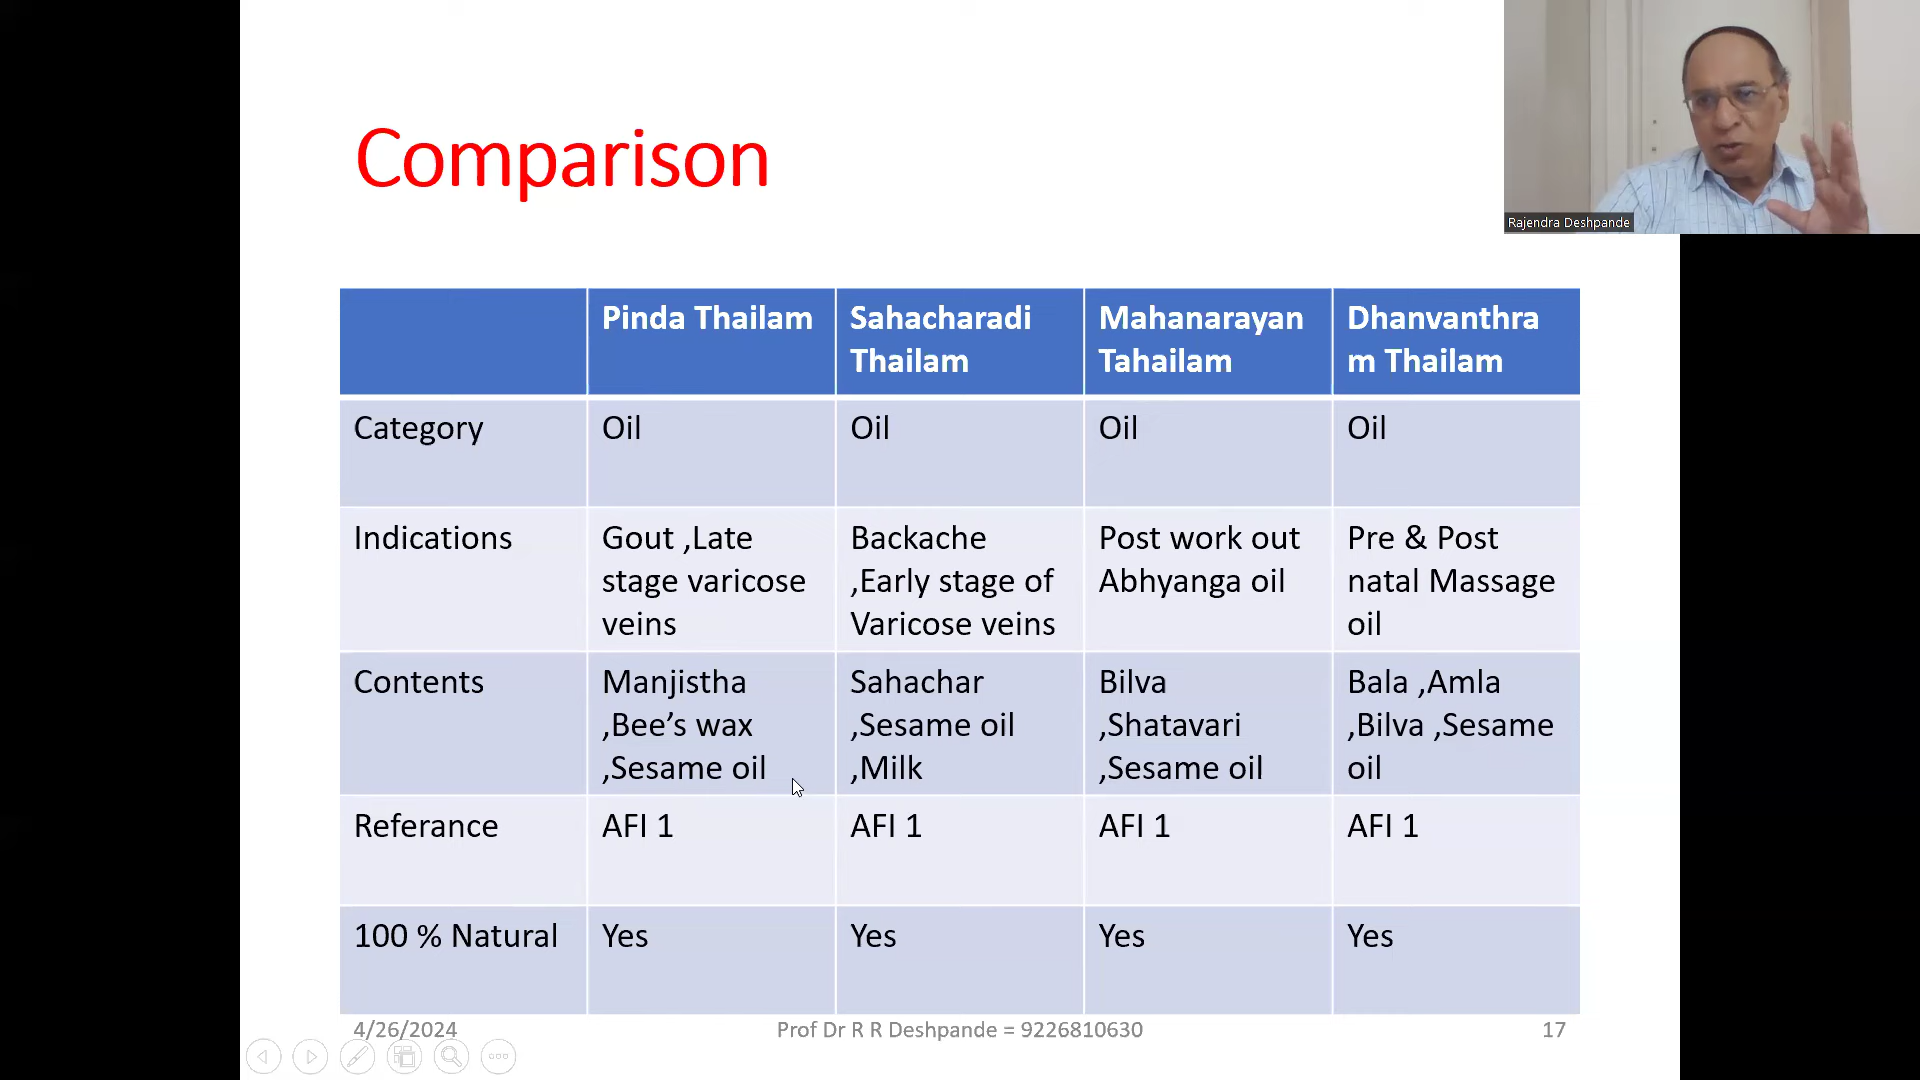 Comparison
Rajendra Deshpande
Pinda Thailam
Sahacharadi
Thailam
Mahanarayan
Tahailam
Dhanvanthra
m Thailam
Category
Oil
Oil
Oil
Oil
Indications
Gout ,Late
stage varicose
veins
Backache
,Early stage of
Varicose veins
Post work out
Abhyanga oil
Pre & Post
natal Massage
oil
Contents
Manjistha
,Bee’s wax
,Sesame oil
Sahachar
,Sesame oil
,Milk
Bilva
,Shatavari
,Sesame oil
Bala ,Amla
,Bilva ,Sesame
oil
Referance
AFI 1
AFI 1
AFI 1
AFI 1
100 % Natural
Yes
Yes
Yes
Yes
4/26/2024
Prof Dr R R Deshpande = 9226810630
17